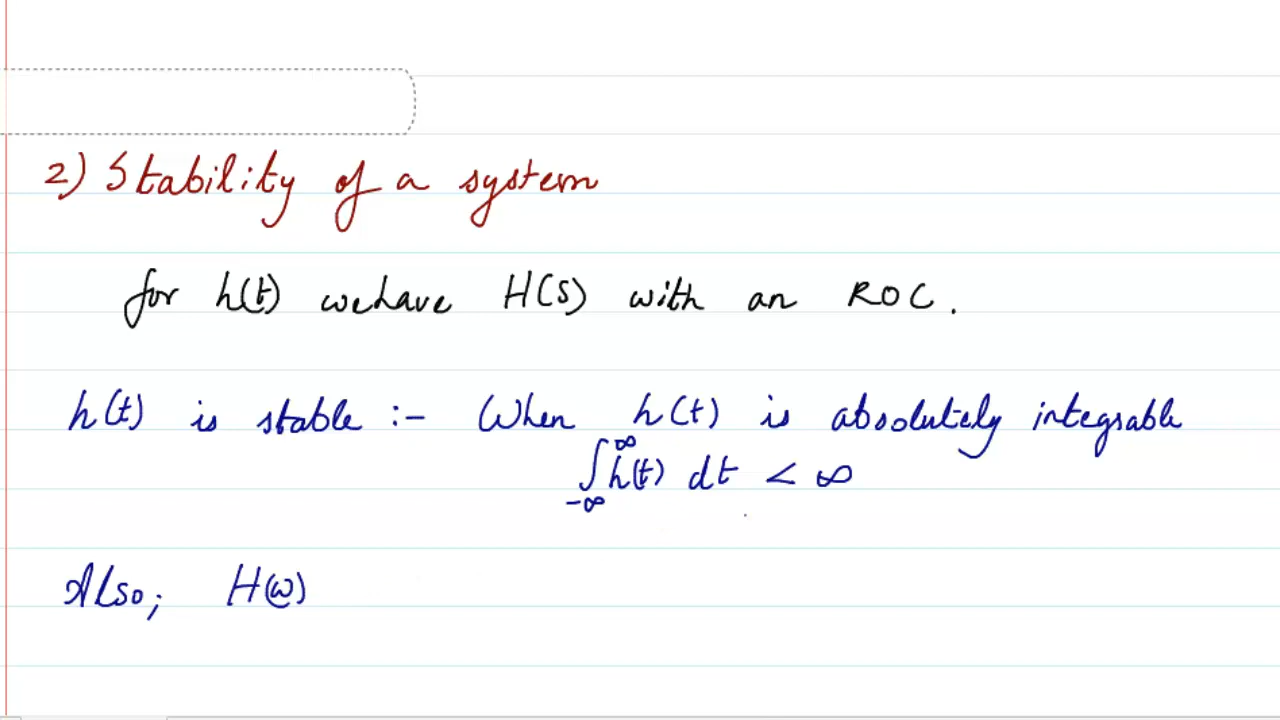 2) Stability of a system
for h(t) we have H(s) with an ROC.
h(t) is stable :- When h(t) is absolutely integrable
∫_{-∞}^{∞} h(t) dt < ∞
Also; H(ω)